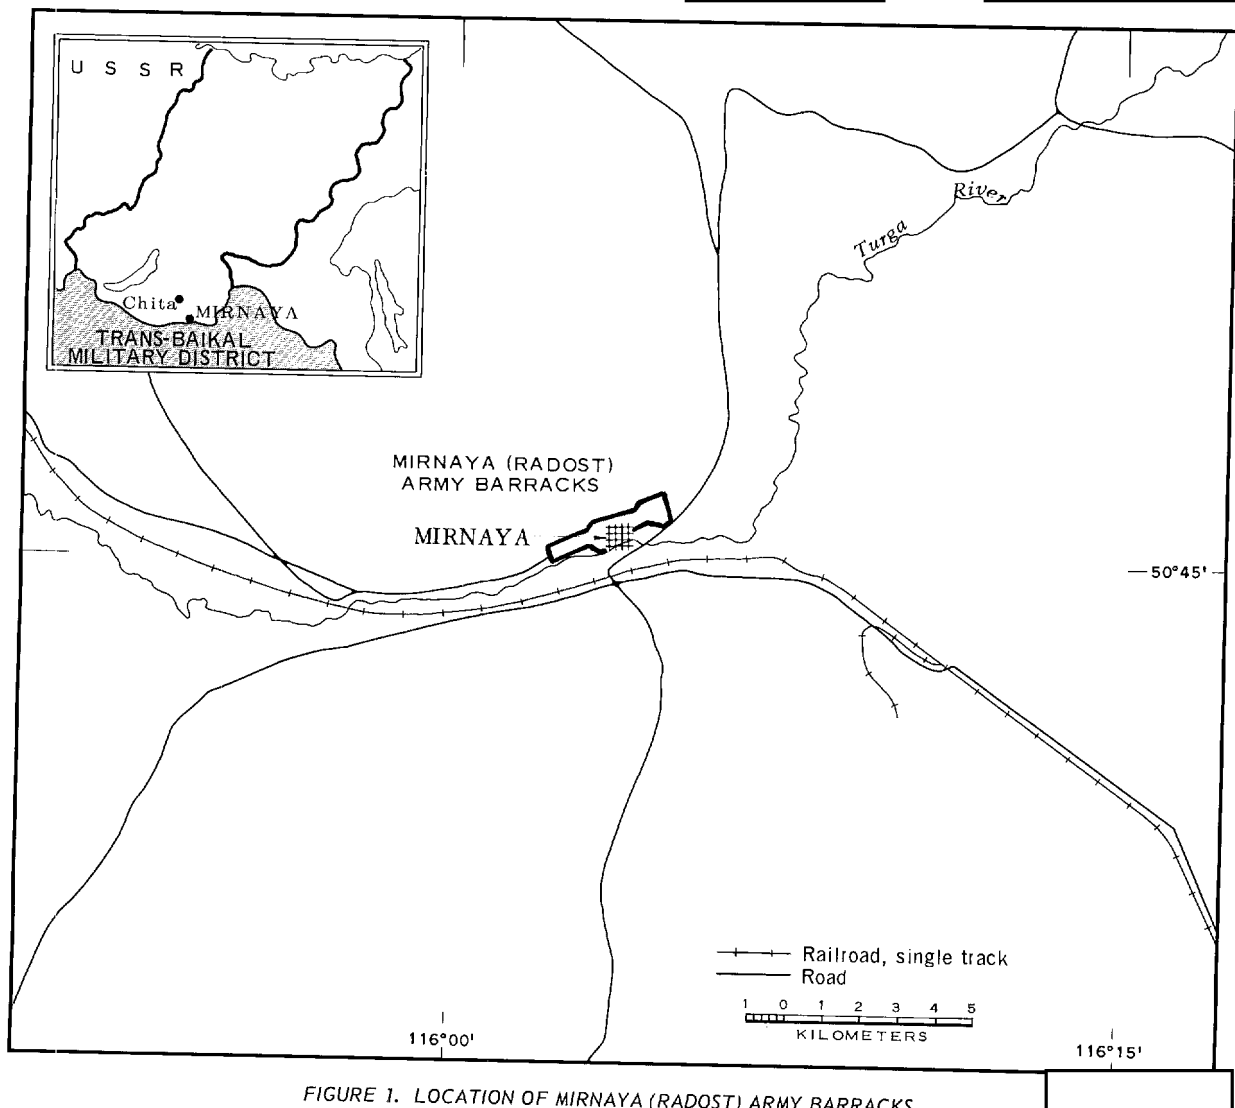 U S S R
Chita
MIRNAYA
TRANS-BAIKAL
MILITARY DISTRICT
River
Turga
MIRNAYA (RADOST)
ARMY BARRACKS
MIRNAYA
50°45'
Railroad, single track
Road
1 0 1 2 3 4 5
KILOMETERS
116°00'
116°15'
FIGURE 1. LOCATION OF MIRNAYA (RADOST) ARMY BARRACKS